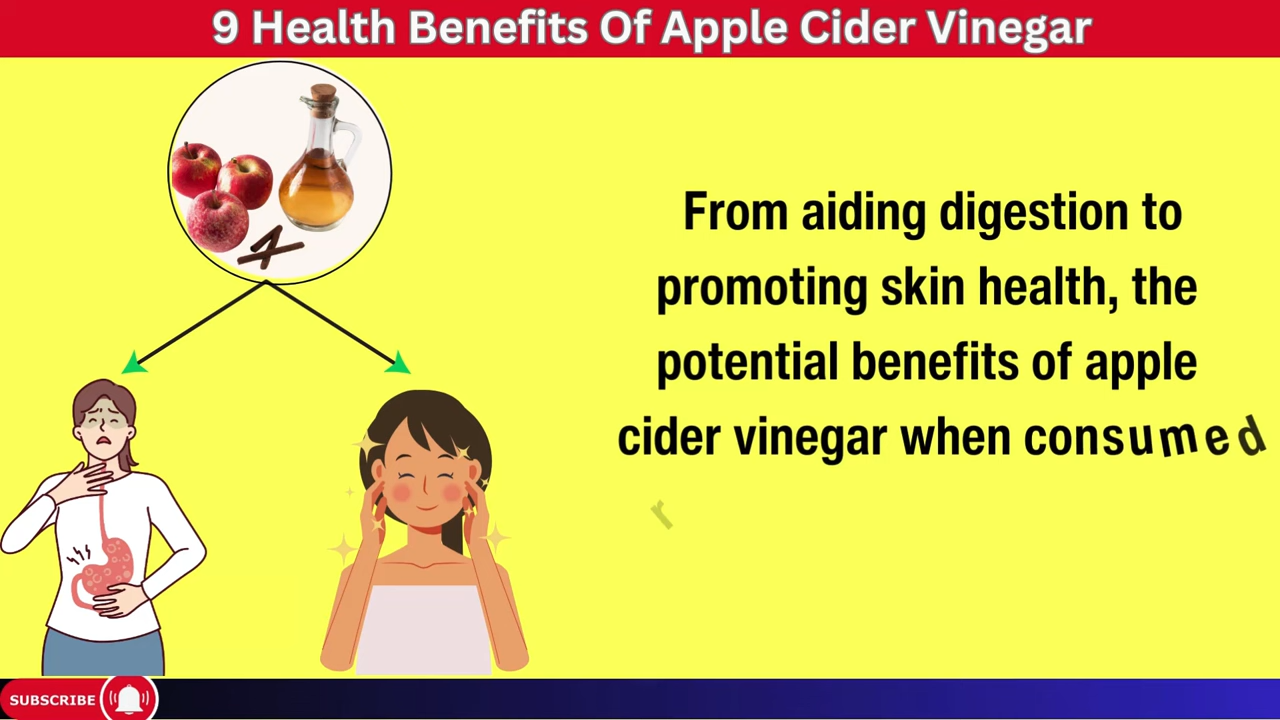 9 Health Benefits Of Apple Cider Vinegar
From aiding digestion to
promoting skin health, the
potential benefits of apple
cider vinegar when consumed
r
SUBSCRIBE